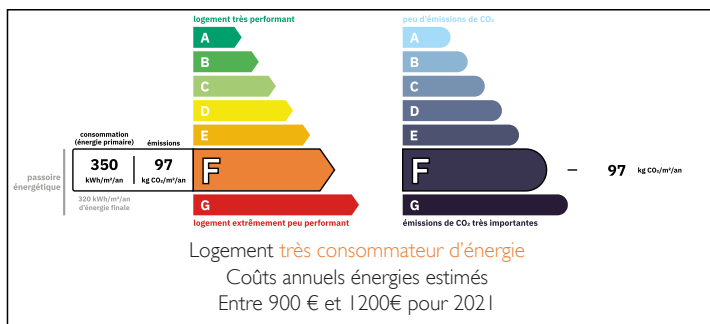 logement très performant
A
B
C
D
E
consommation
(énergie primaire)
émissions
350
kWh/m²/an
97
kg CO₂/m²/an
F
passoire
énergétique
320 kWh/m²/an
d'énergie finale
G
logement extrêmement peu performant
peu d'émissions de CO₂
A
B
C
D
E
F
97 kg CO₂/m²/an
G
émissions de CO₂ très importantes
Logement très consommateur d'énergie
Coûts annuels énergies estimés
Entre 900 € et 1200€ pour 2021